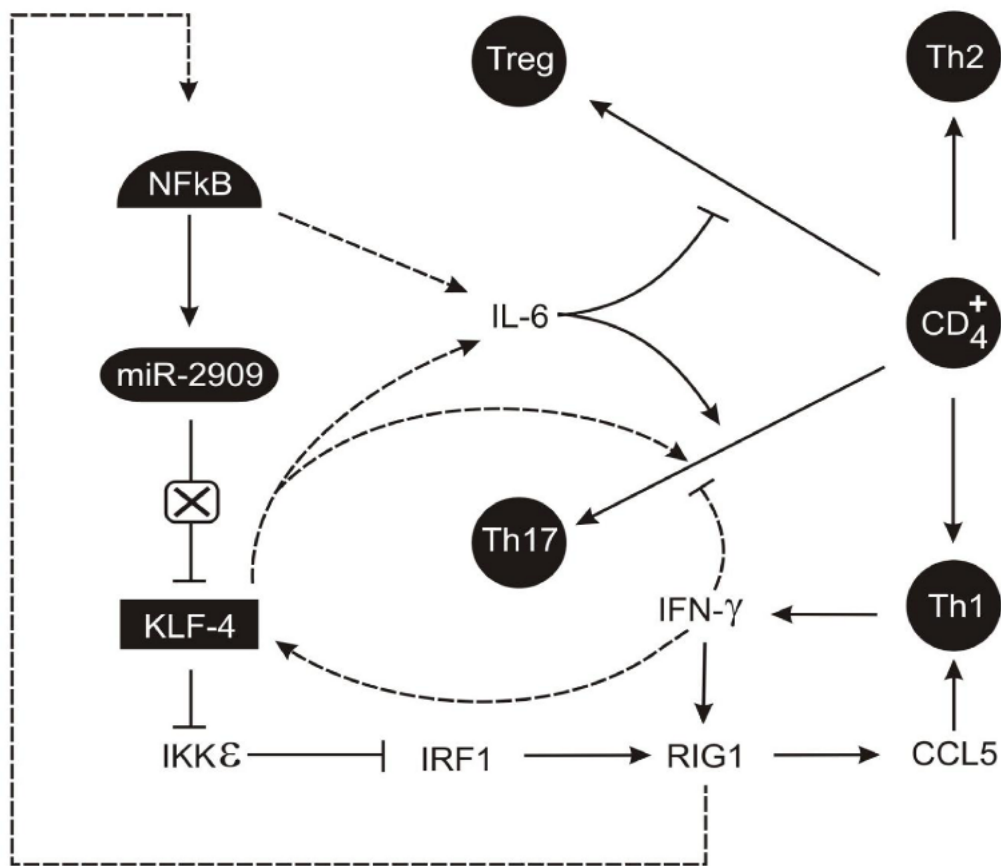 Treg
Th2
NFkB
IL-6
CD4+
miR-2909
Th17
KLF-4
IFN-γ
Th1
IKKε
IRF1
RIG1
CCL5